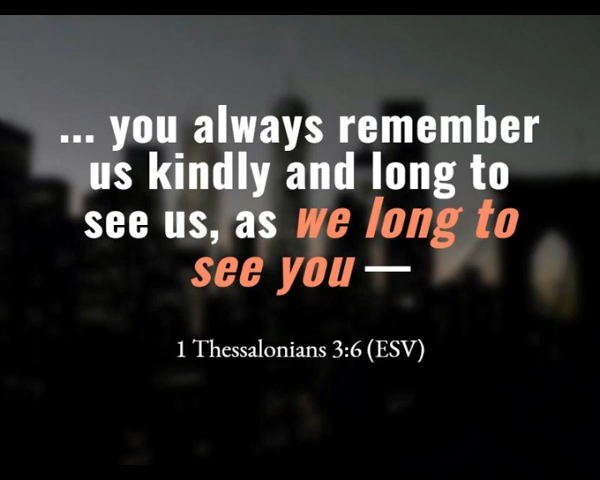 ... you always remember
us kindly and long to
see us, as we long to
see you —
1 Thessalonians 3:6 (ESV)